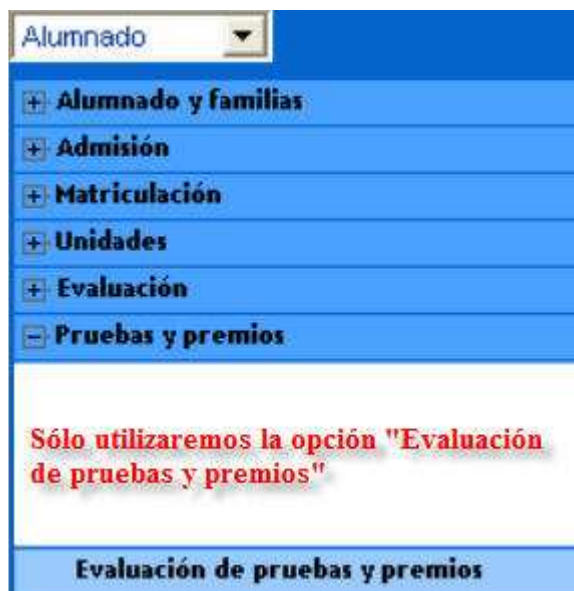 Alumnado
Alumnado y familias
Admisión
Matriculación
Unidades
Evaluación
Pruebas y premios
Sólo utilizaremos la opción "Evaluación
de pruebas y premios"
Evaluación de pruebas y premios